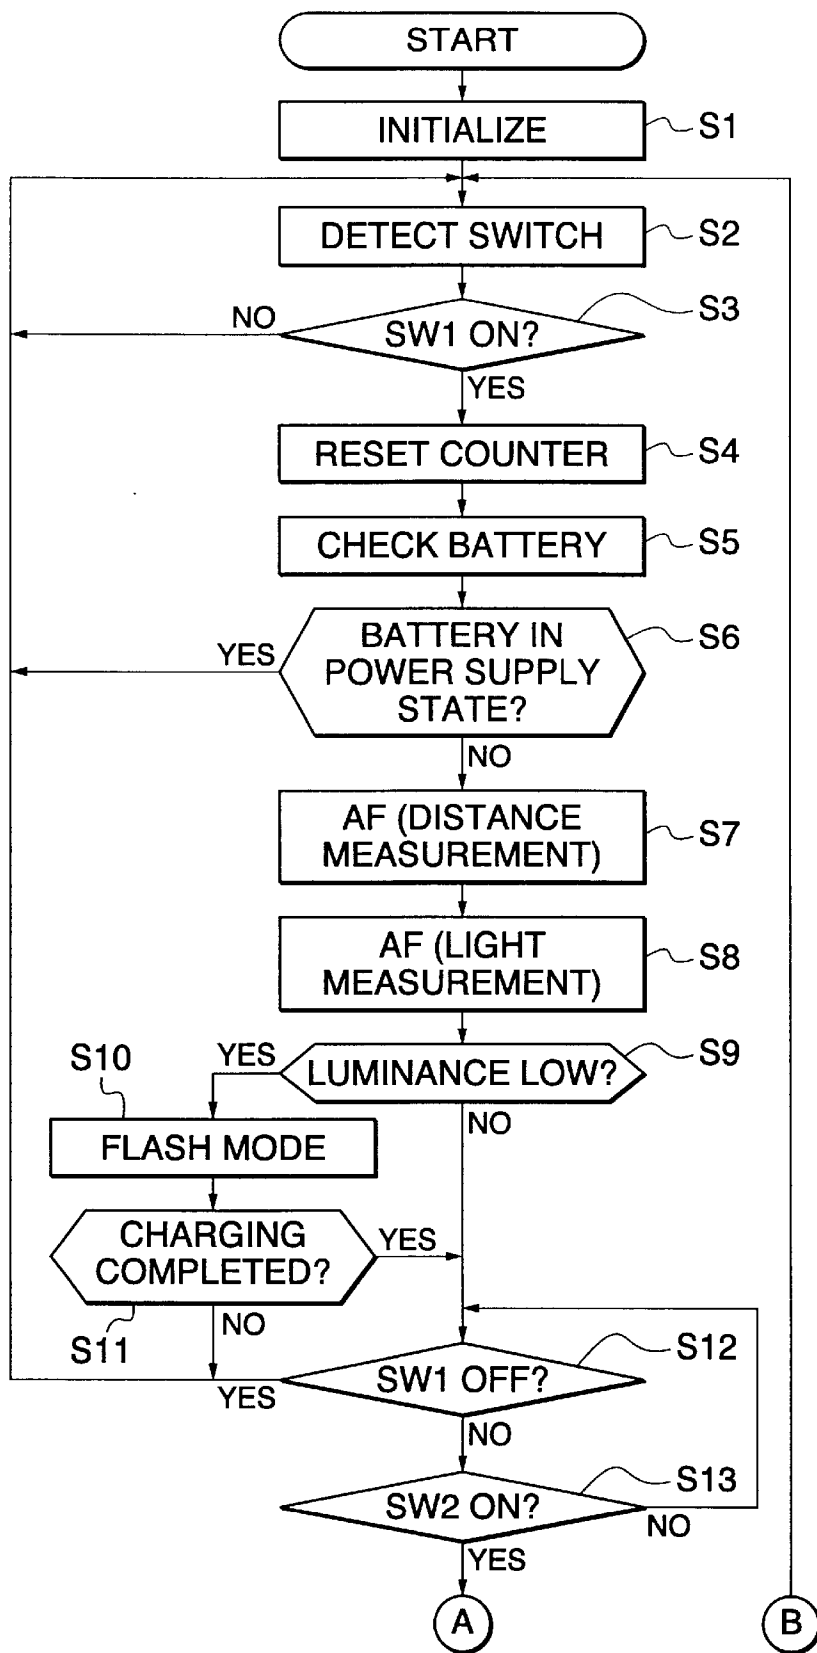 START
INITIALIZE
S1
DETECT SWITCH
S2
SW1 ON?
S3
NO
YES
RESET COUNTER
S4
CHECK BATTERY
S5
BATTERY IN
POWER SUPPLY
STATE?
S6
YES
NO
AF (DISTANCE
MEASUREMENT)
S7
AF (LIGHT
MEASUREMENT)
S8
LUMINANCE LOW?
S9
YES
NO
S10
FLASH MODE
CHARGING
COMPLETED?
YES
NO
S11
SW1 OFF?
S12
YES
NO
SW2 ON?
S13
NO
YES
A
B